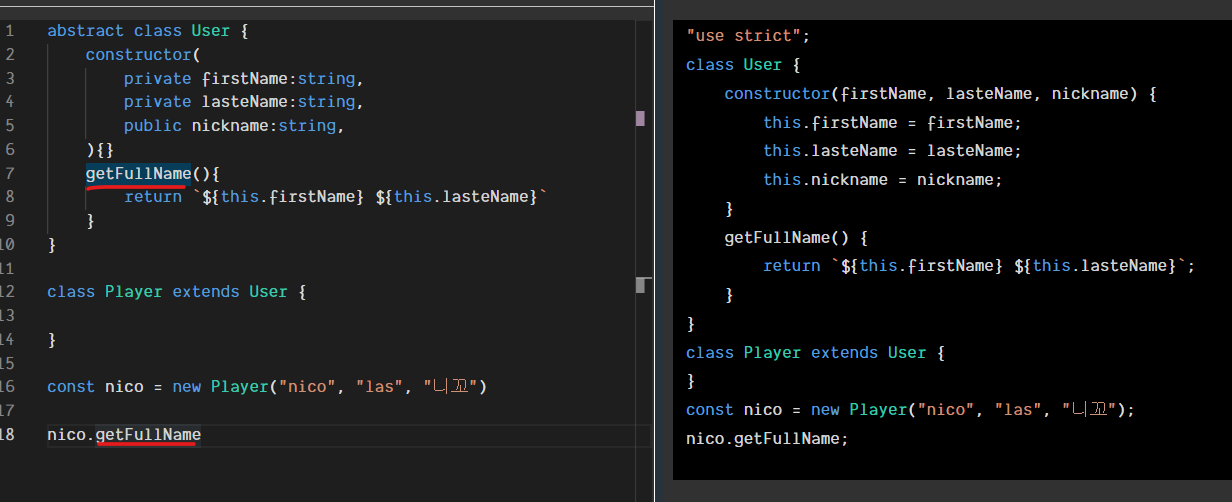 1 abstract class User {
2 constructor(
3 private firstName:string,
4 private lasteName:string,
5 public nickname:string,
6 ){}
7 getFullName(){
8 return `${this.firstName} ${this.lasteName}`
9 }
10 }
11
12 class Player extends User {
13
14 }
15
16 const nico = new Player("nico", "las", "니꼬")
17
18 nico.getFullName
"use strict";
class User {
constructor(firstName, lasteName, nickname) {
this.firstName = firstName;
this.lasteName = lasteName;
this.nickname = nickname;
}
getFullName() {
return `${this.firstName} ${this.lasteName}`;
}
}
class Player extends User {
}
const nico = new Player("nico", "las", "니꼬");
nico.getFullName;